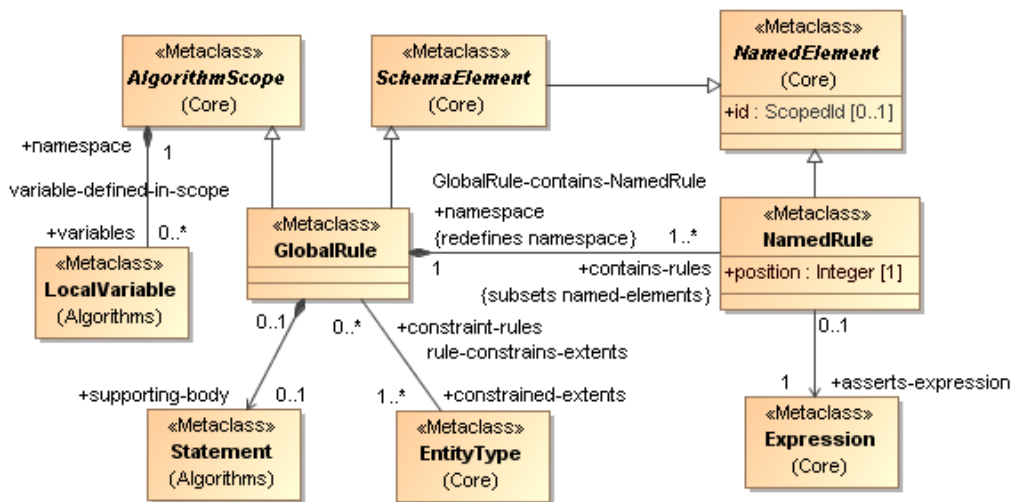 «Metaclass»
AlgorithmScope
(Core)
«Metaclass»
SchemaElement
(Core)
«Metaclass»
NamedElement
(Core)
+id : ScopedId [0..1]
+namespace
1
variable-defined-in-scope
+variables
0..*
«Metaclass»
LocalVariable
(Algorithms)
«Metaclass»
GlobalRule
GlobalRule-contains-NamedRule
+namespace
{redefines namespace}
1
1..*
+contains-rules
{subsets named-elements}
«Metaclass»
NamedRule
+position : Integer [1]
0..1
+supporting-body
0..1
0..*
+constraint-rules
rule-constrains-extents
1..*
+constrained-extents
0..1
1
+asserts-expression
«Metaclass»
Statement
(Algorithms)
«Metaclass»
EntityType
(Core)
«Metaclass»
Expression
(Core)